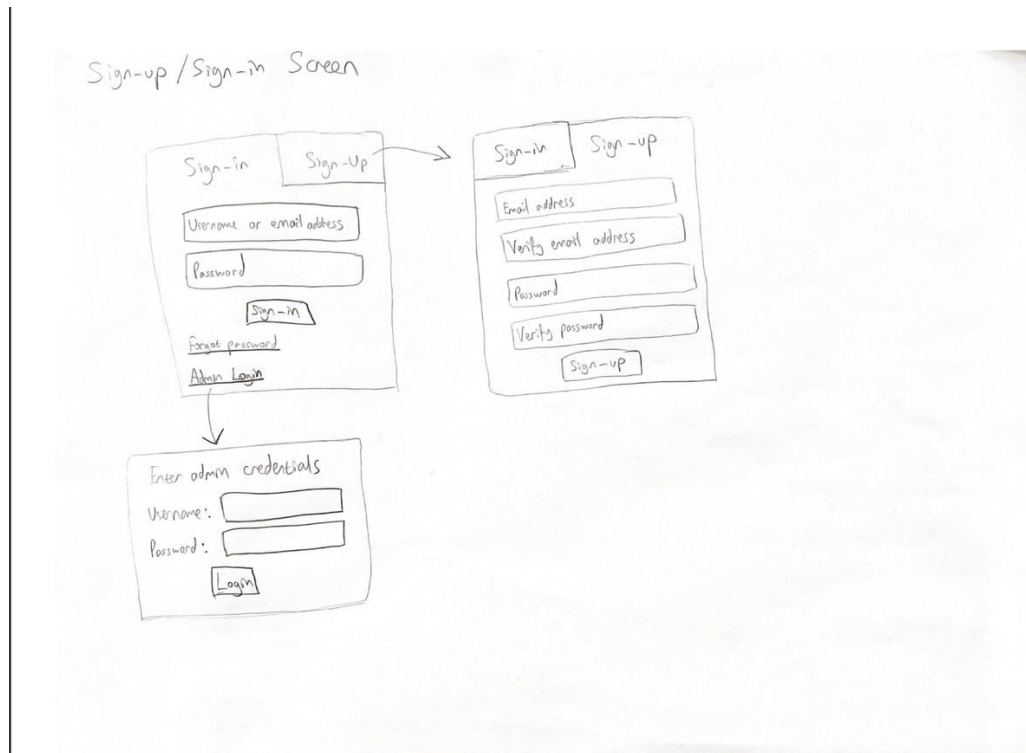 Sign-up / Sign-in Screen
Sign-in
Sign-Up
Username or email address
Password
Sign-in
Forgot password
Admin Login
Sign-in
Sign-up
Email address
Verify email address
Password
Verify password
Sign-up
Enter admin credentials
Username:
Password:
Login